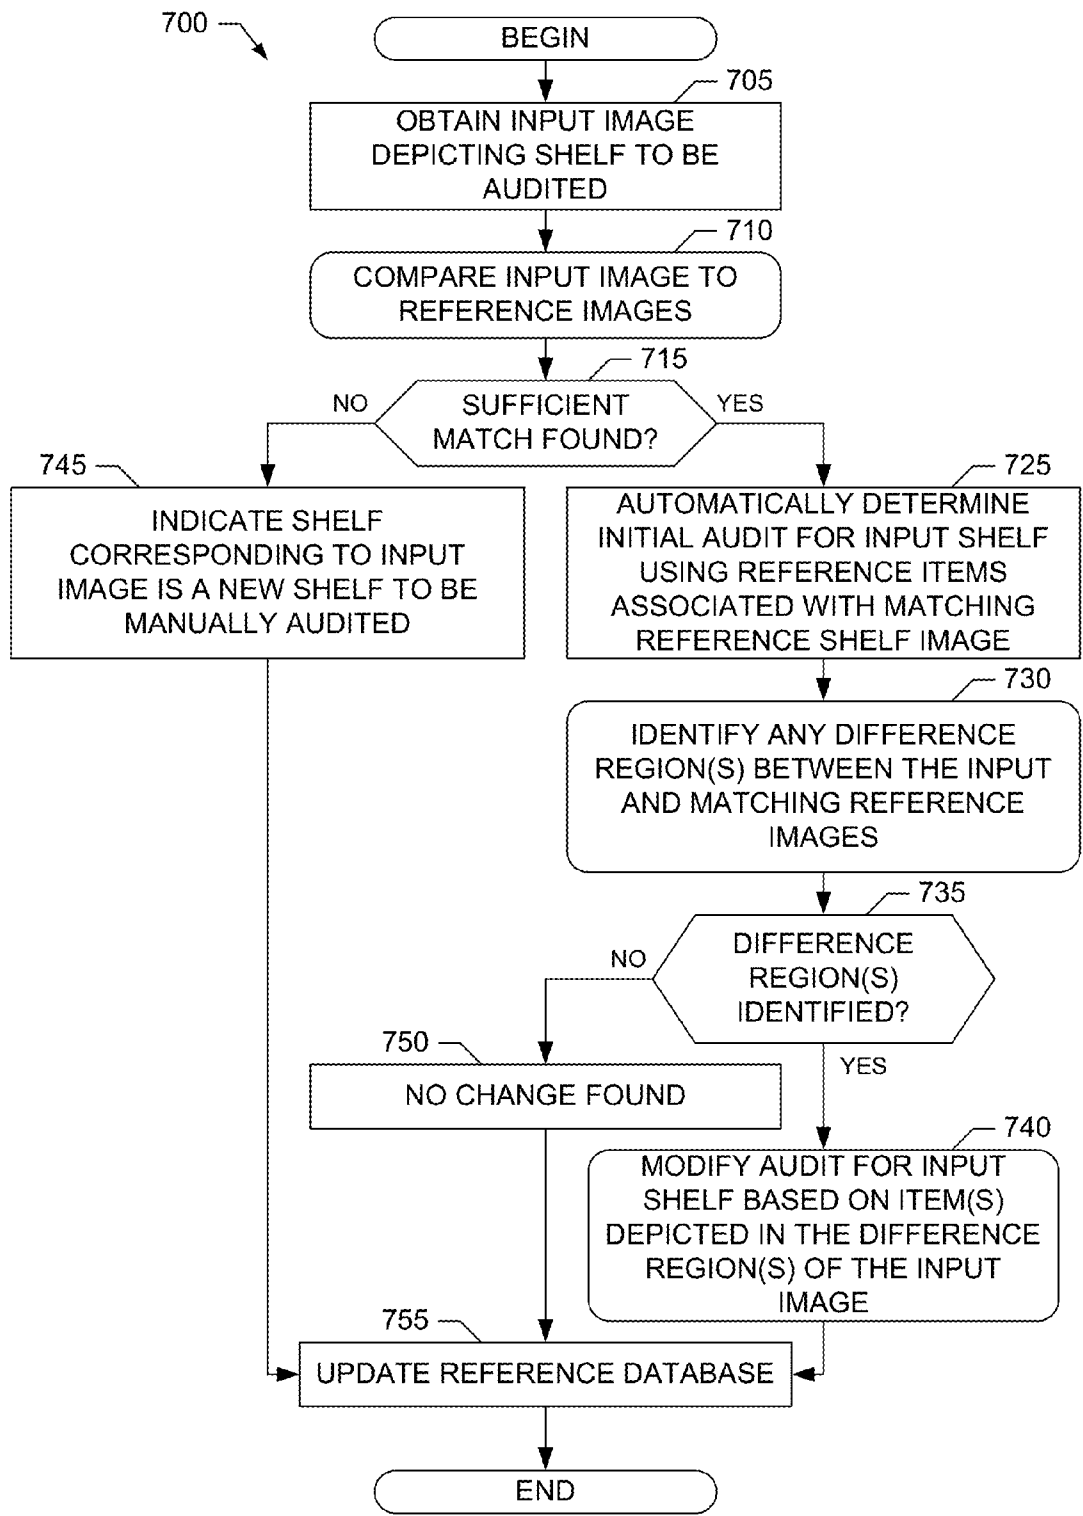 700
BEGIN
705
OBTAIN INPUT IMAGE
DEPICTING SHELF TO BE
AUDITED
710
COMPARE INPUT IMAGE TO
REFERENCE IMAGES
715
NO
SUFFICIENT
MATCH FOUND?
YES
745
INDICATE SHELF
CORRESPONDING TO INPUT
IMAGE IS A NEW SHELF TO BE
MANUALLY AUDITED
725
AUTOMATICALLY DETERMINE
INITIAL AUDIT FOR INPUT SHELF
USING REFERENCE ITEMS
ASSOCIATED WITH MATCHING
REFERENCE SHELF IMAGE
730
IDENTIFY ANY DIFFERENCE
REGION(S) BETWEEN THE INPUT
AND MATCHING REFERENCE
IMAGES
735
DIFFERENCE
REGION(S)
IDENTIFIED?
NO
YES
750
NO CHANGE FOUND
740
MODIFY AUDIT FOR INPUT
SHELF BASED ON ITEM(S)
DEPICTED IN THE DIFFERENCE
REGION(S) OF THE INPUT
IMAGE
755
UPDATE REFERENCE DATABASE
END